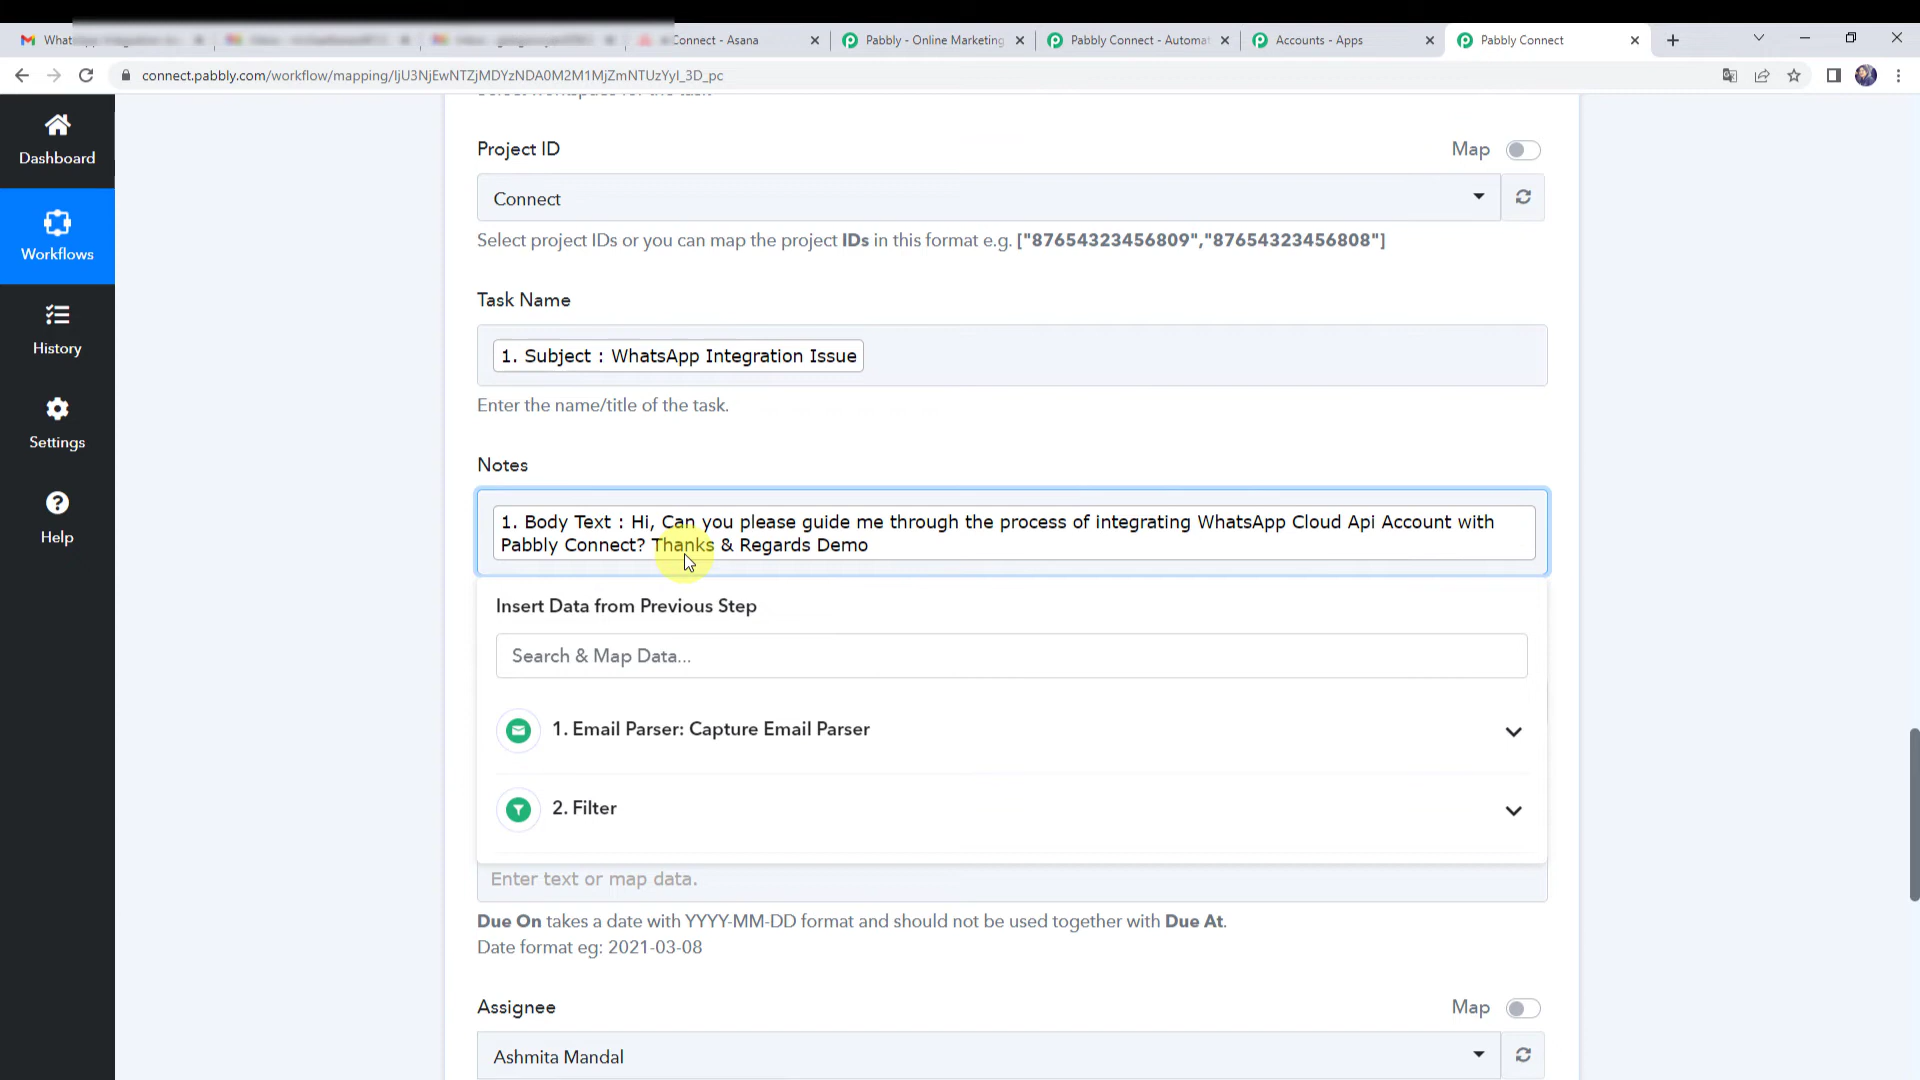 What
Connect - Asana
Pabbly - Online Marketing
Pabbly Connect - Automat
Accounts - Apps
Pabbly Connect
connect.pabbly.com/workflow/mapping/
Dashboard
Workflows
History
Settings
Help
Project ID
Map
Connect
Select project IDs or you can map the project IDs in this format e.g. ["87654323456809","87654323456808"]
Task Name
1. Subject : WhatsApp Integration Issue
Enter the name/title of the task.
Notes
1. Body Text : Hi, Can you please guide me through the process of integrating WhatsApp Cloud Api Account with
Pabbly Connect? Thanks & Regards Demo
Insert Data from Previous Step
Search & Map Data...
1. Email Parser: Capture Email Parser
2. Filter
Enter text or map data.
Due On takes a date with YYYY-MM-DD format and should not be used together with Due At.
Date format eg: 2021-03-08
Assignee
Map
Ashmita Mandal